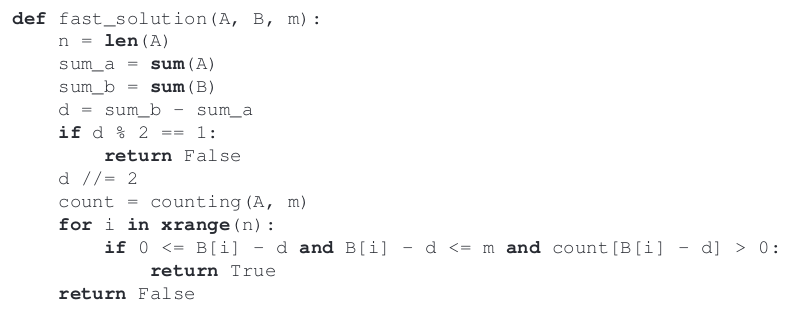 def fast_solution(A, B, m):
    n = len(A)
    sum_a = sum(A)
    sum_b = sum(B)
    d = sum_b - sum_a
    if d % 2 == 1:
        return False
    d //= 2
    count = counting(A, m)
    for i in xrange(n):
        if 0 <= B[i] - d and B[i] - d <= m and count[B[i] - d] > 0:
            return True
    return False